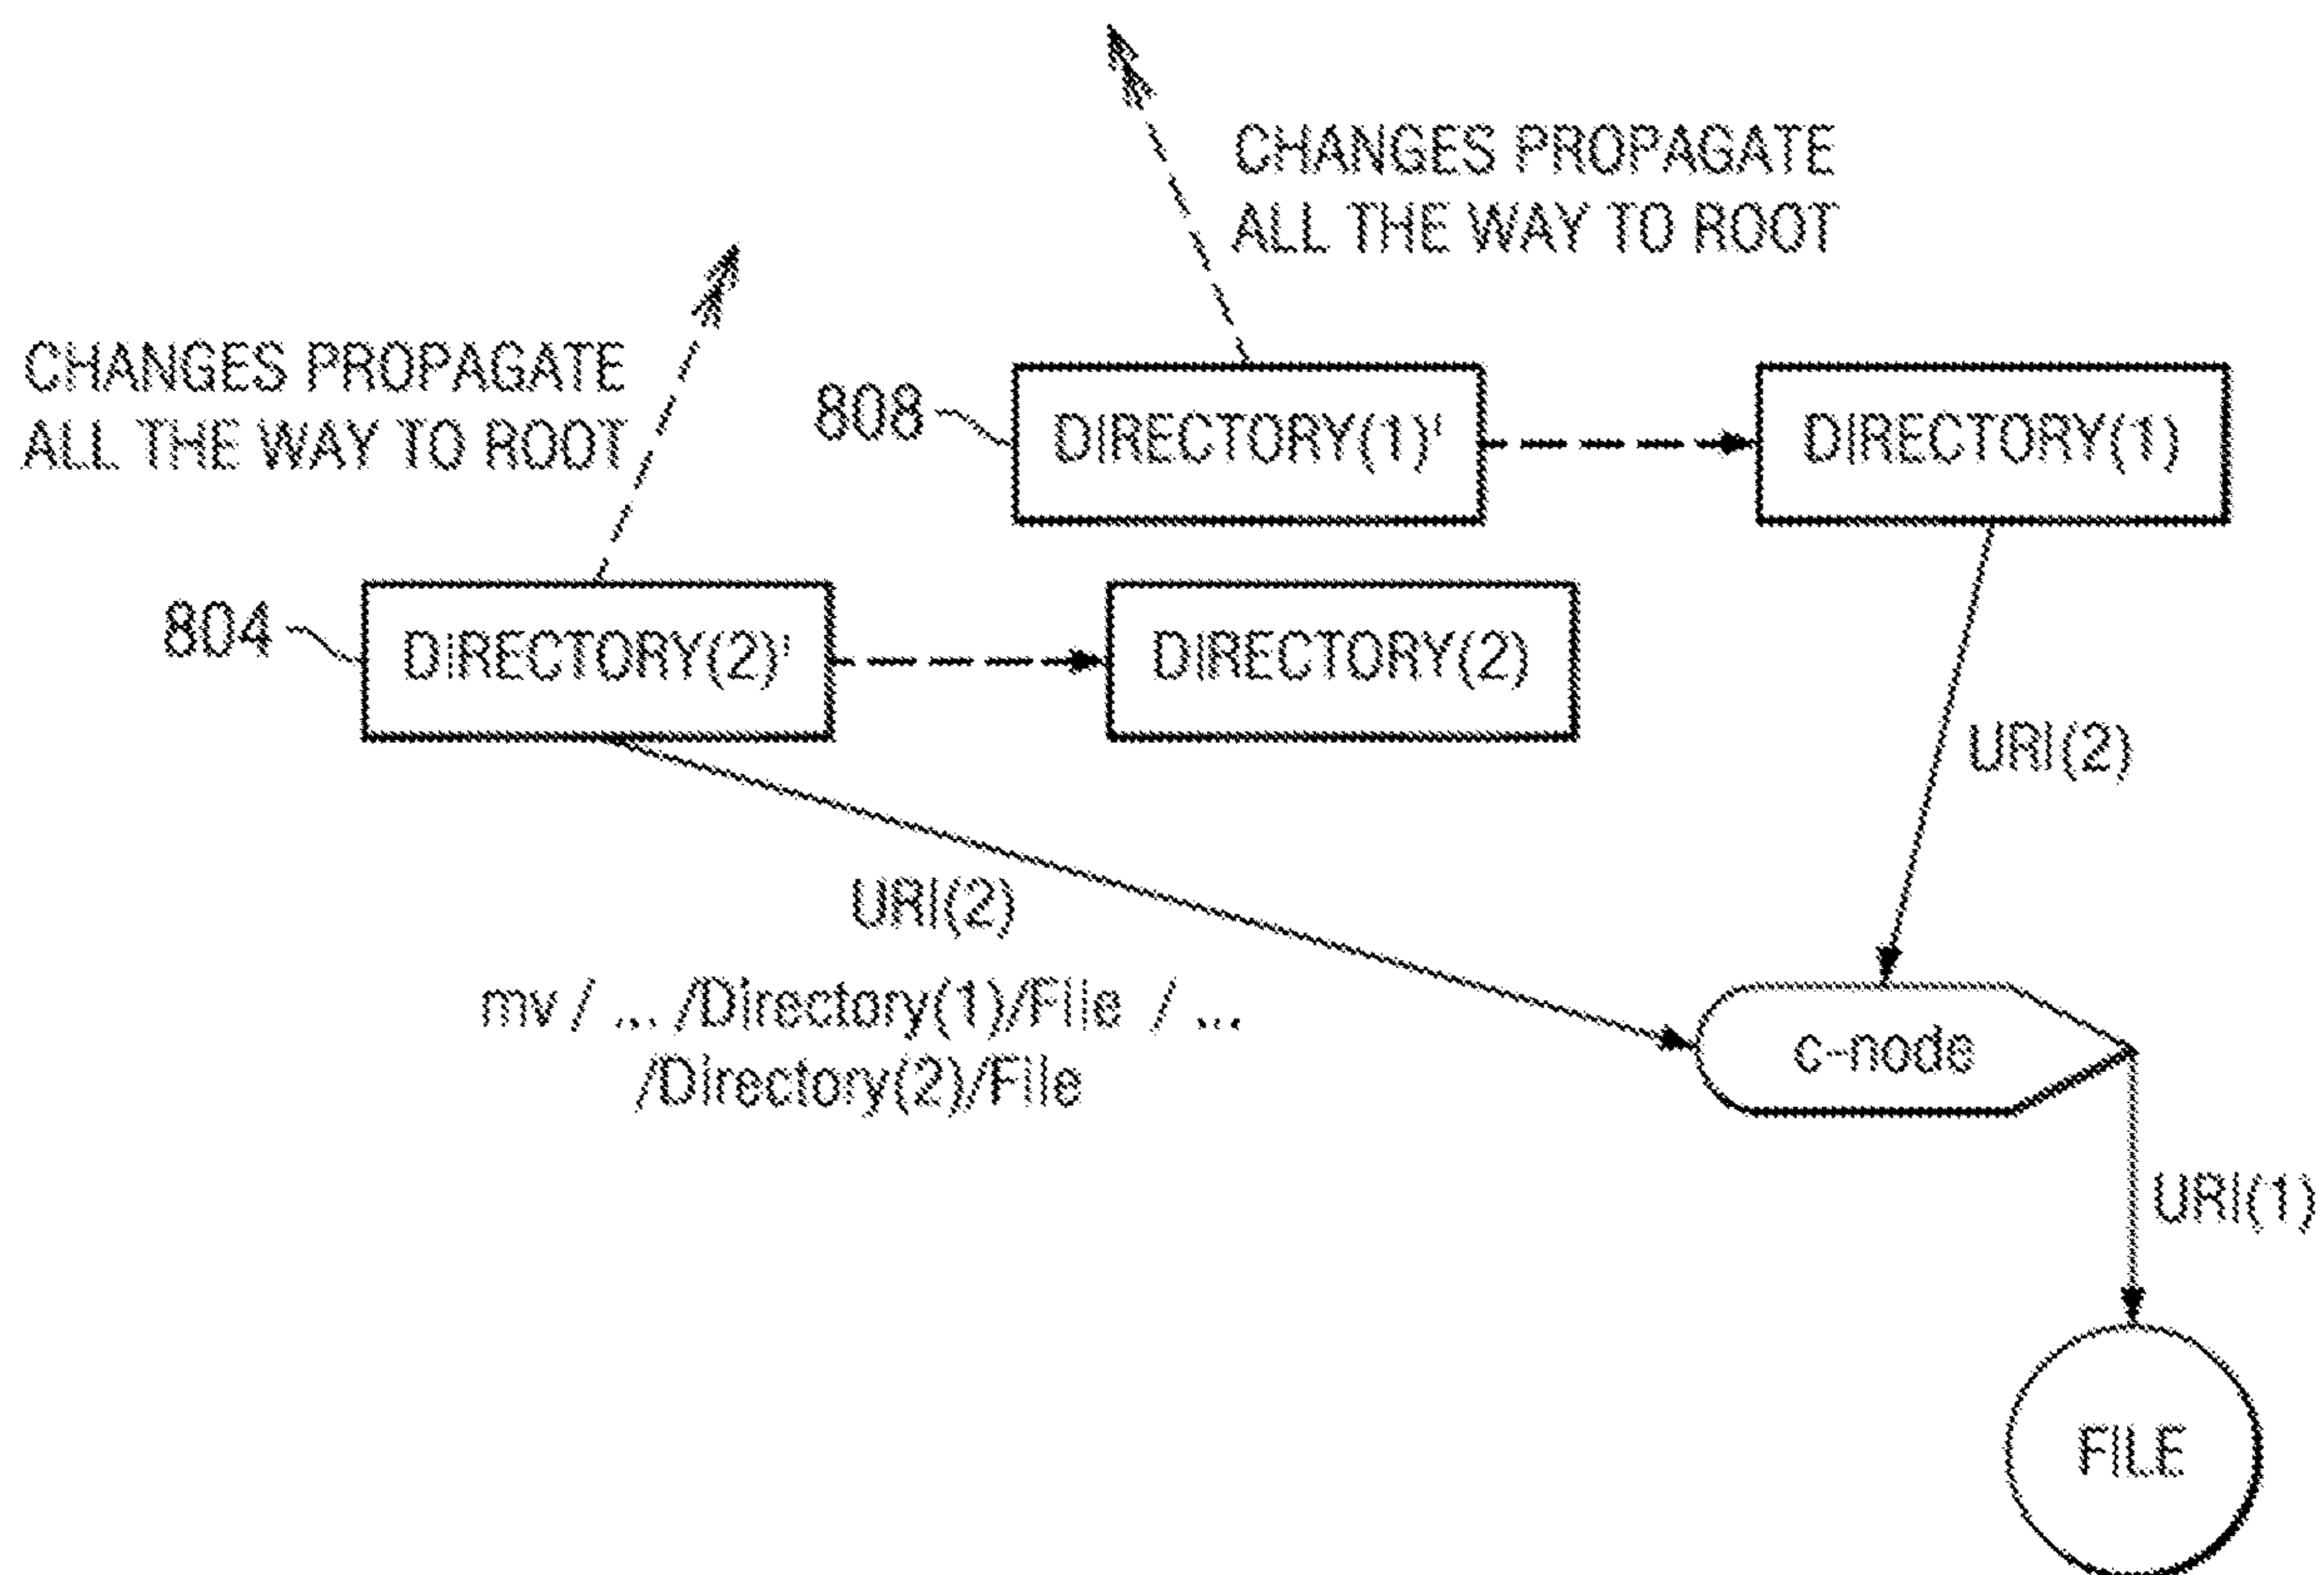 CHANGES PROPAGATE
ALL THE WAY TO ROOT
CHANGES PROPAGATE
ALL THE WAY TO ROOT
808
DIRECTORY(1)'
DIRECTORY(1)
804
DIRECTORY(2)'
DIRECTORY(2)
URI(2)
URI(2)
mv / ... /Directory(1)/File / ...
/Directory(2)/File
c-node
URI(1)
FILE